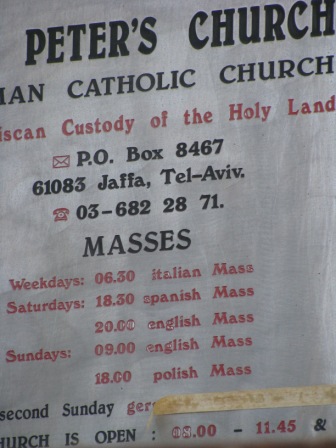 PETER'S CHURCH
IAN CATHOLIC CHURCH
iscan Custody of the Holy Land
✉ P.O. Box 8467
61083 Jaffa, Tel-Aviv.
☎ 03-682 28 71.
MASSES
Weekdays: 06.30 italian Mass
Saturdays: 18.30 spanish Mass
20.00 english Mass
Sundays: 09.00 english Mass
18.00 polish Mass
second Sunday ger
HURCH IS OPEN : 08.00 - 11.45 &